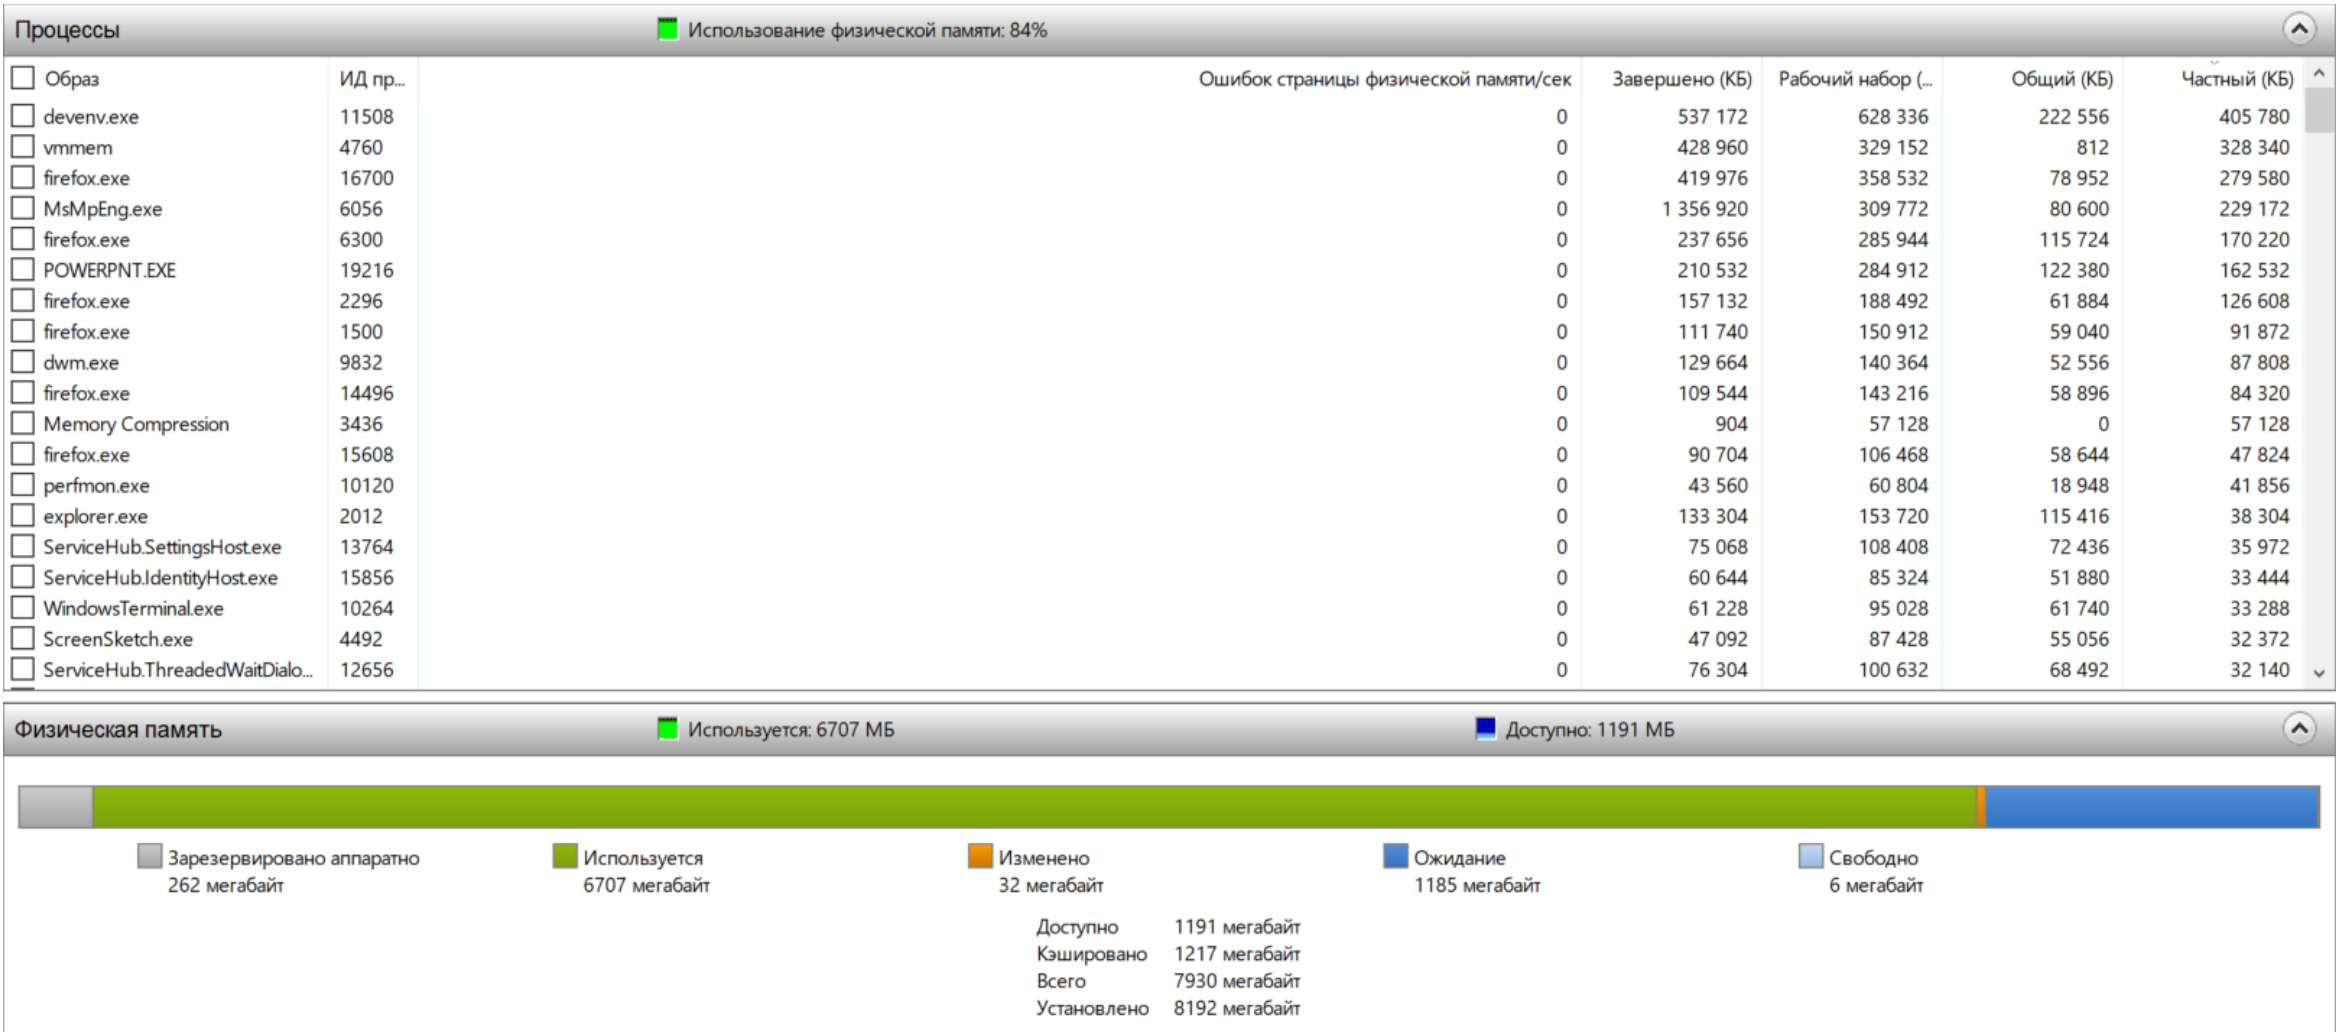 Процессы Использование физической памяти: 84%
Образ ИД пр... Ошибок страницы физической памяти/сек Завершено (КБ) Рабочий набор (... Общий (КБ) Частный (КБ)
devenv.exe 11508 0 537 172 628 336 222 556 405 780
vmmem 4760 0 428 960 329 152 812 328 340
firefox.exe 16700 0 419 976 358 532 78 952 279 580
MsMpEng.exe 6056 0 1 356 920 309 772 80 600 229 172
firefox.exe 6300 0 237 656 285 944 115 724 170 220
POWERPNT.EXE 19216 0 210 532 284 912 122 380 162 532
firefox.exe 2296 0 157 132 188 492 61 884 126 608
firefox.exe 1500 0 111 740 150 912 59 040 91 872
dwm.exe 9832 0 129 664 140 364 52 556 87 808
firefox.exe 14496 0 109 544 143 216 58 896 84 320
Memory Compression 3436 0 904 57 128 0 57 128
firefox.exe 15608 0 90 704 106 468 58 644 47 824
perfmon.exe 10120 0 43 560 60 804 18 948 41 856
explorer.exe 2012 0 133 304 153 720 115 416 38 304
ServiceHub.SettingsHost.exe 13764 0 75 068 108 408 72 436 35 972
ServiceHub.IdentityHost.exe 15856 0 60 644 85 324 51 880 33 444
WindowsTerminal.exe 10264 0 61 228 95 028 61 740 33 288
ScreenSketch.exe 4492 0 47 092 87 428 55 056 32 372
ServiceHub.ThreadedWaitDialo... 12656 0 76 304 100 632 68 492 32 140
Физическая память Используется: 6707 МБ Доступно: 1191 МБ
Зарезервировано аппаратно Используется Изменено Ожидание Свободно
262 мегабайт 6707 мегабайт 32 мегабайт 1185 мегабайт 6 мегабайт
Доступно 1191 мегабайт
Кэшировано 1217 мегабайт
Всего 7930 мегабайт
Установлено 8192 мегабайт